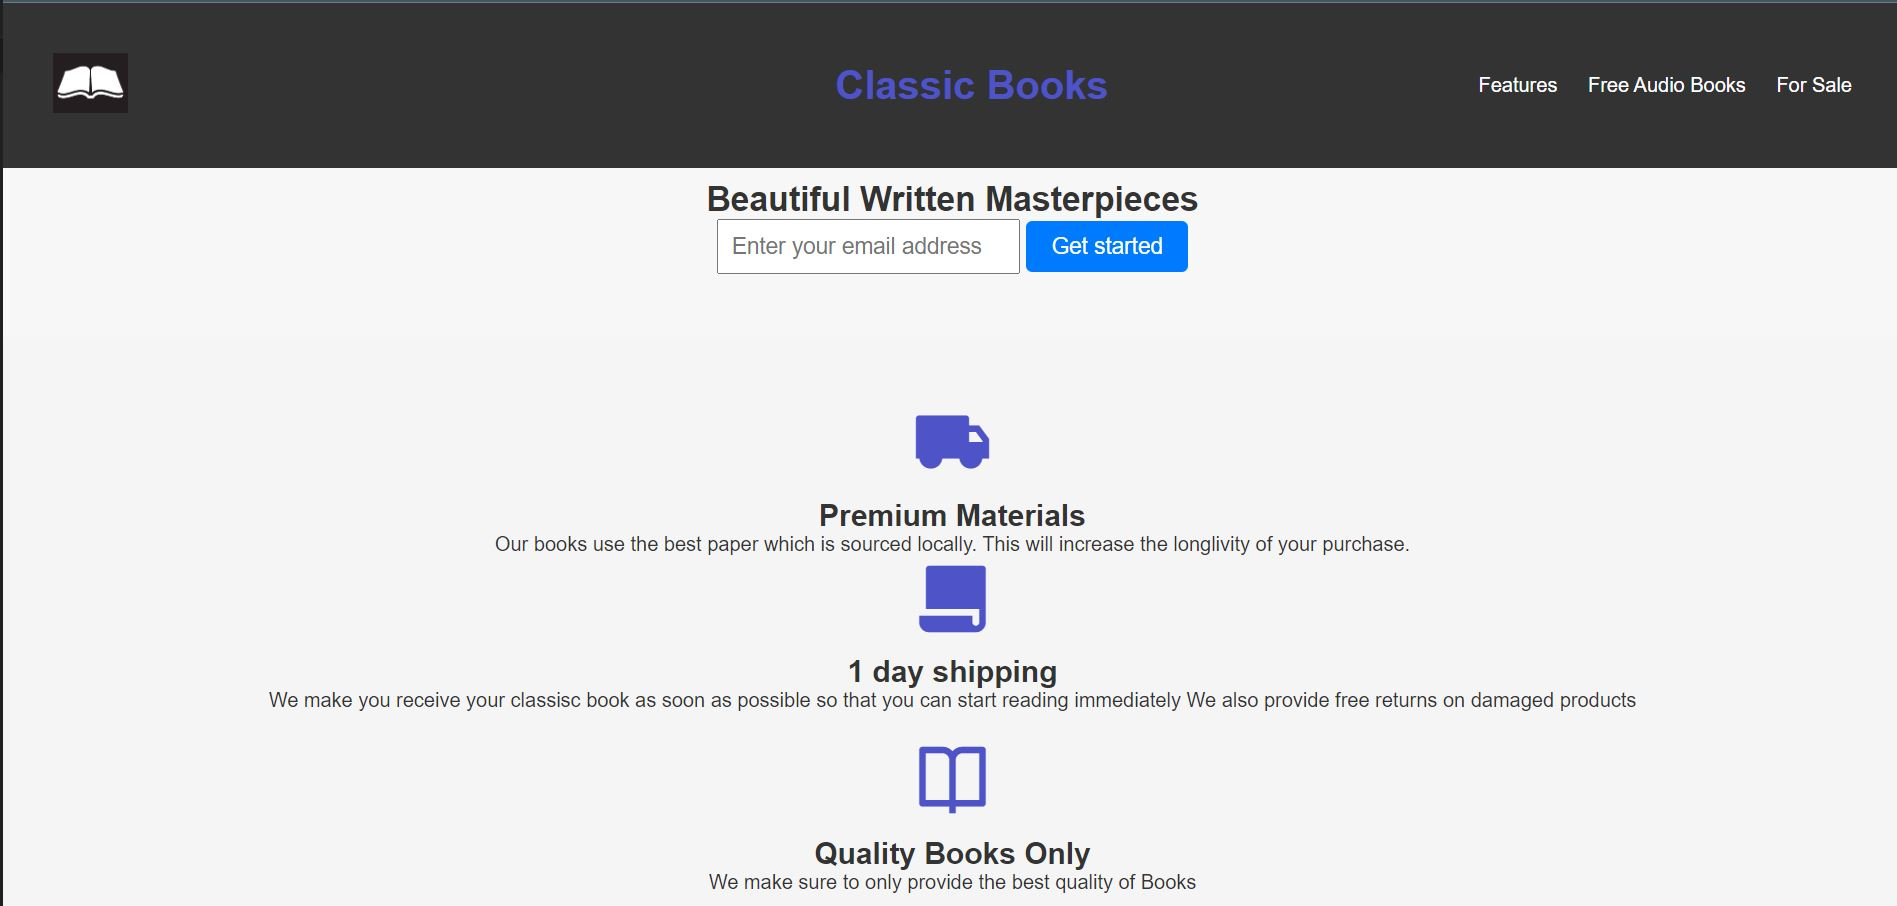 Classic Books
Features
Free Audio Books
For Sale
Beautiful Written Masterpieces
Enter your email address
Get started
Premium Materials
Our books use the best paper which is sourced locally. This will increase the longlivity of your purchase.
1 day shipping
We make you receive your classisc book as soon as possible so that you can start reading immediately We also provide free returns on damaged products
Quality Books Only
We make sure to only provide the best quality of Books